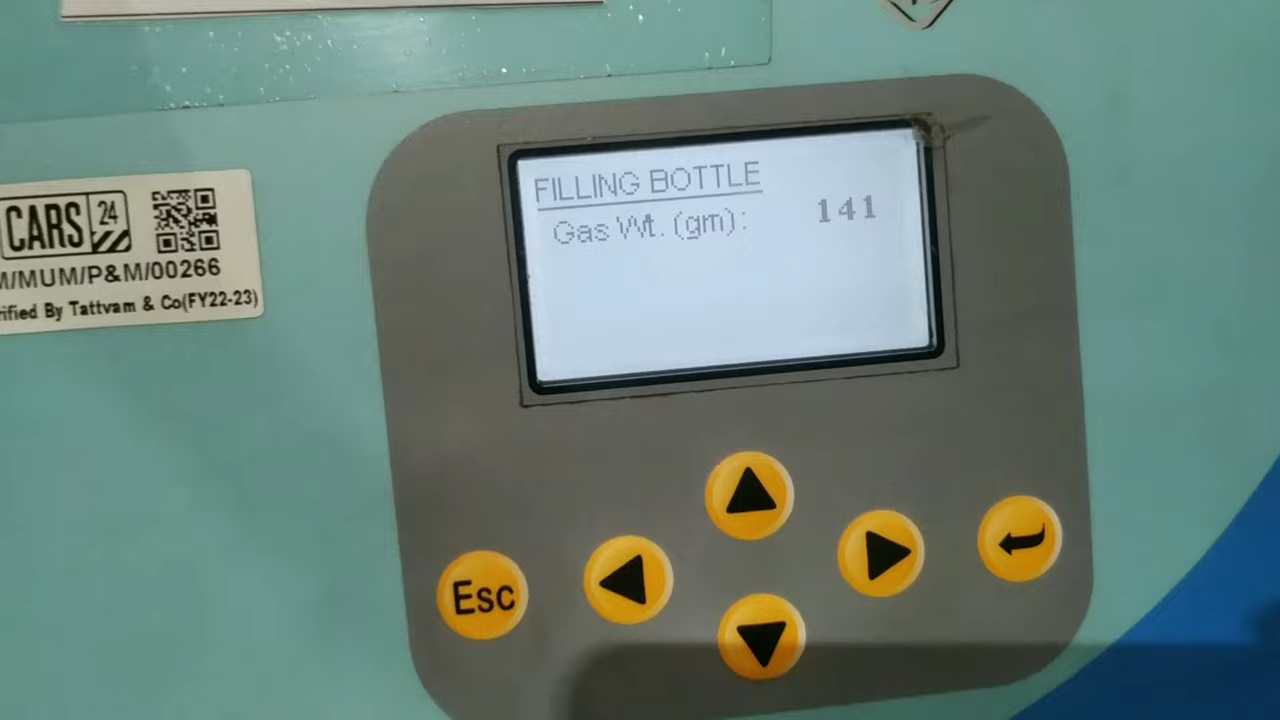 FILLING BOTTLE
Gas Wt. (gm): 141
CARS 24
M/MUM/P&M/00266
rified By Tattvam & Co(FY22-23)
Esc